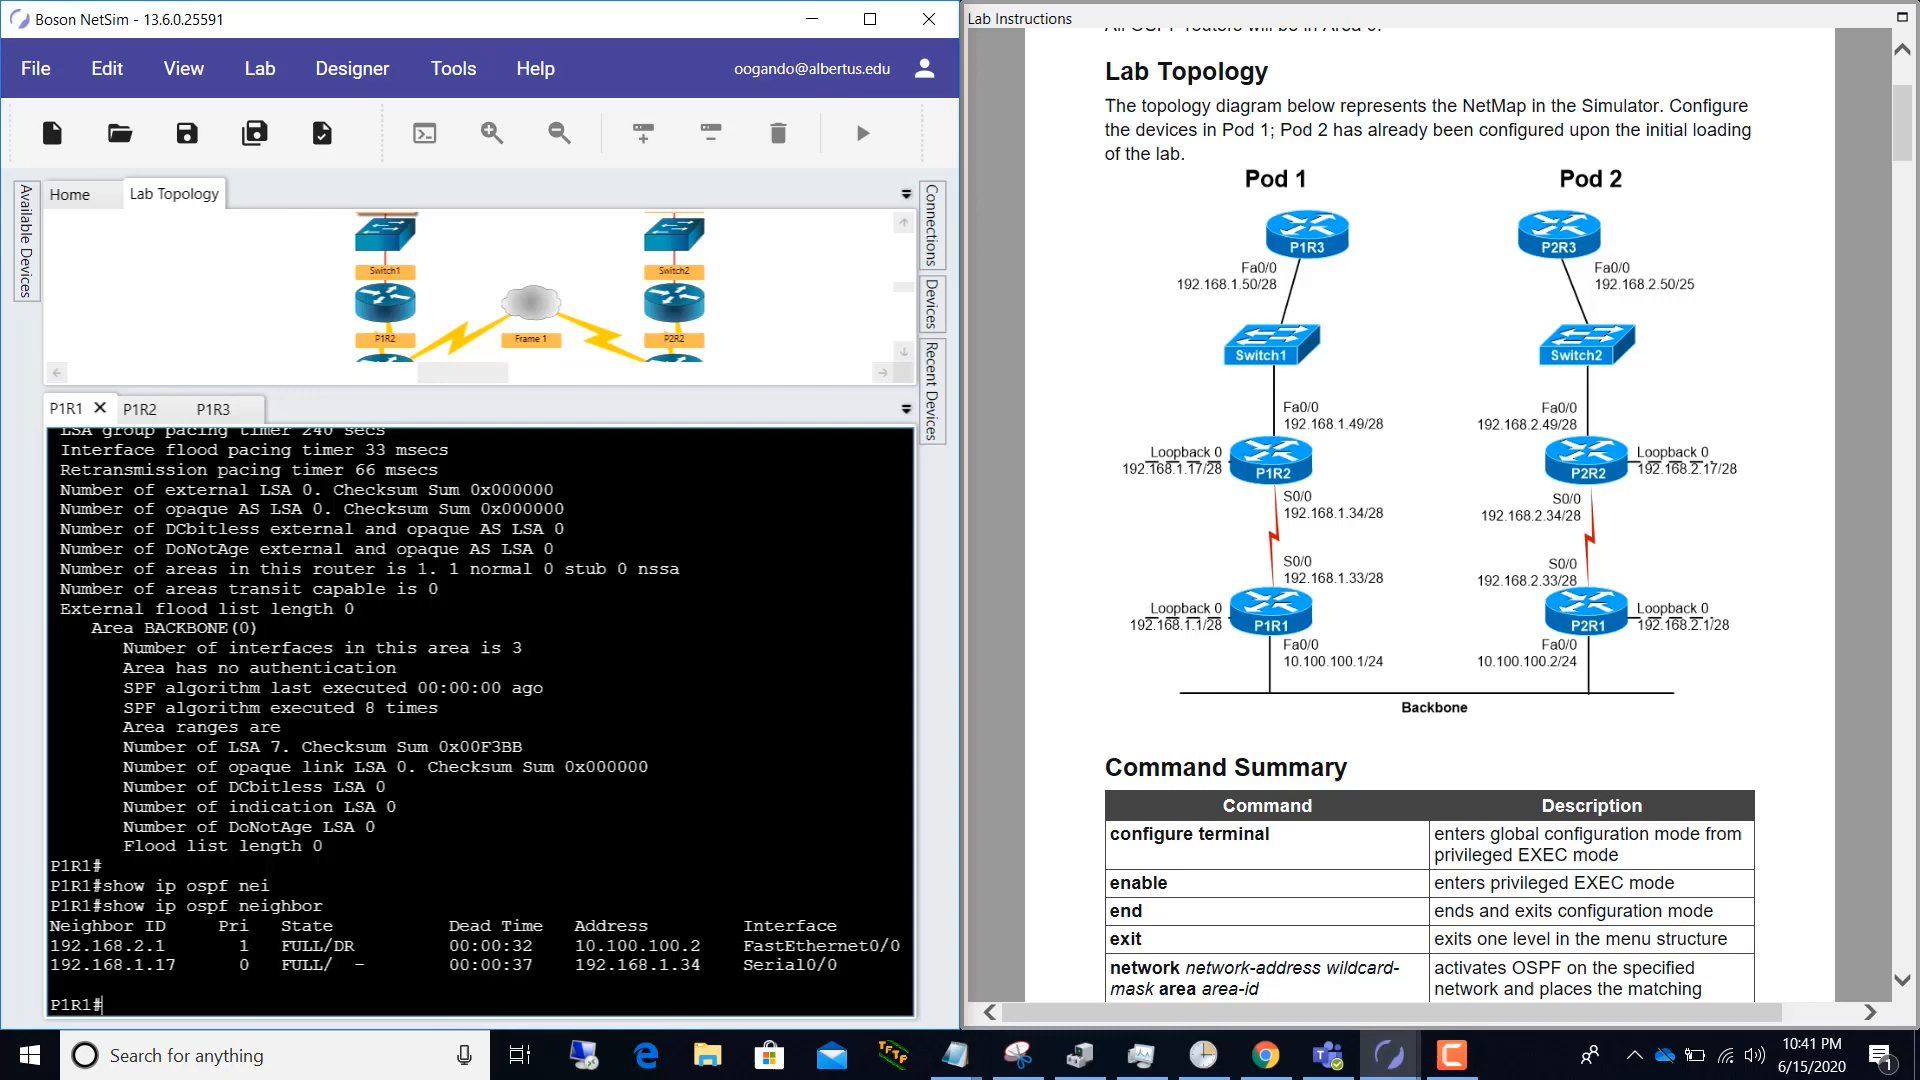 Boson NetSim - 13.6.0.25591
File Edit View Lab Designer Tools Help
oogando@albertus.edu
Available Devices
Home
Lab Topology
Connections
Devices
Recent Devices
Switch1
Switch2
P1R2
Frame 1
P2R2
P1R1
P1R2
P1R3
LSA group pacing timer 240 secs
Interface flood pacing timer 33 msecs
Retransmission pacing timer 66 msecs
Number of external LSA 0. Checksum Sum 0x000000
Number of opaque AS LSA 0. Checksum Sum 0x000000
Number of DCbitless external and opaque AS LSA 0
Number of DoNotAge external and opaque AS LSA 0
Number of areas in this router is 1. 1 normal 0 stub 0 nssa
Number of areas transit capable is 0
External flood list length 0
Area BACKBONE(0)
Number of interfaces in this area is 3
Area has no authentication
SPF algorithm last executed 00:00:00 ago
SPF algorithm executed 8 times
Area ranges are
Number of LSA 7. Checksum Sum 0x00F3BB
Number of opaque link LSA 0. Checksum Sum 0x000000
Number of DCbitless LSA 0
Number of indication LSA 0
Number of DoNotAge LSA 0
Flood list length 0
P1R1#
P1R1#show ip ospf nei
P1R1#show ip ospf neighbor
Neighbor ID Pri State Dead Time Address Interface
192.168.2.1 1 FULL/DR 00:00:32 10.100.100.2 FastEthernet0/0
192.168.1.17 0 FULL/ - 00:00:37 192.168.1.34 Serial0/0
P1R1#
Lab Instructions
All OSPF routers will be in Area 0.
Lab Topology
The topology diagram below represents the NetMap in the Simulator. Configure
the devices in Pod 1; Pod 2 has already been configured upon the initial loading
of the lab.
Pod 1
Pod 2
P1R3
P2R3
Fa0/0
192.168.1.50/28
Fa0/0
192.168.2.50/25
Switch1
Switch2
Fa0/0
192.168.1.49/28
Fa0/0
192.168.2.49/28
Loopback 0
192.168.1.17/28
P1R2
P2R2
Loopback 0
192.168.2.17/28
S0/0
192.168.1.34/28
S0/0
192.168.2.34/28
S0/0
192.168.1.33/28
S0/0
192.168.2.33/28
Loopback 0
192.168.1.1/28
P1R1
P2R1
Loopback 0
192.168.2.1/28
Fa0/0
10.100.100.1/24
Fa0/0
10.100.100.2/24
Backbone
Command Summary
Command Description
configure terminal enters global configuration mode from
privileged EXEC mode
enable enters privileged EXEC mode
end ends and exits configuration mode
exit exits one level in the menu structure
network network-address wildcard- activates OSPF on the specified
mask area area-id network and places the matching
Search for anything
TFTP
10:41 PM
6/15/2020
1